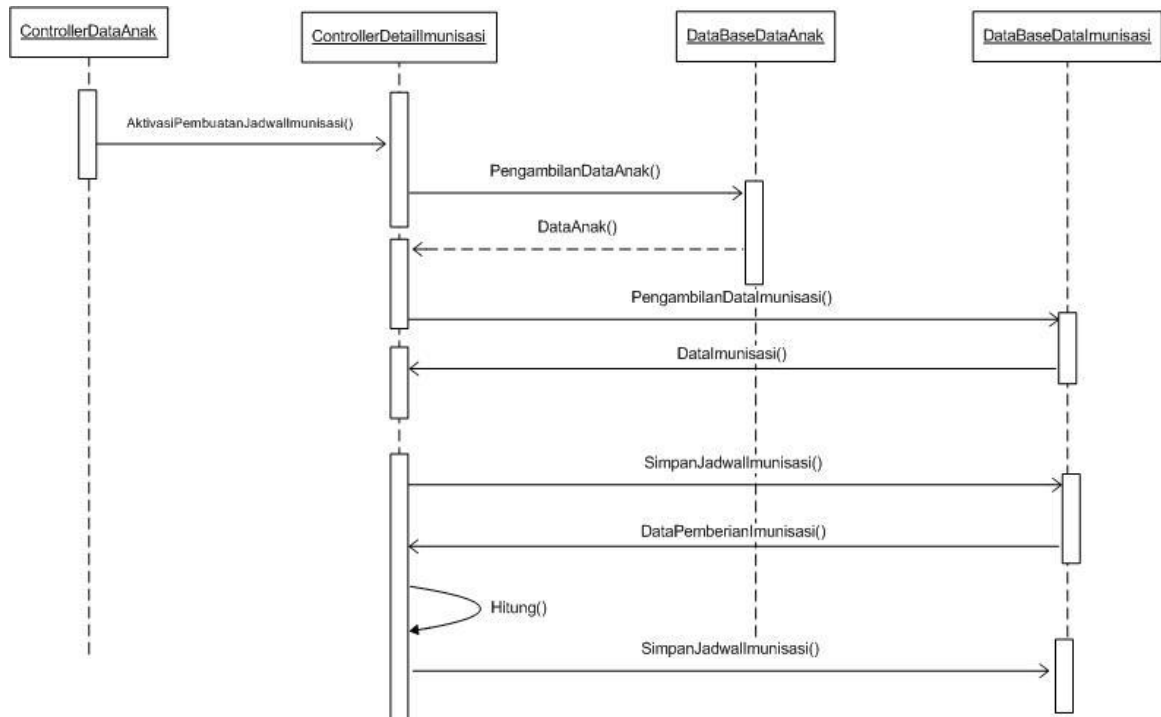 ControllerDataAnak
ControllerDetailImunisasi
DataBaseDataAnak
DataBaseDataImunisasi
AktivasiPembuatanJadwalImunisasi()
PengambilanDataAnak()
DataAnak()
PengambilanDataImunisasi()
DataImunisasi()
SimpanJadwalImunisasi()
DataPemberianImunisasi()
Hitung()
SimpanJadwalImunisasi()